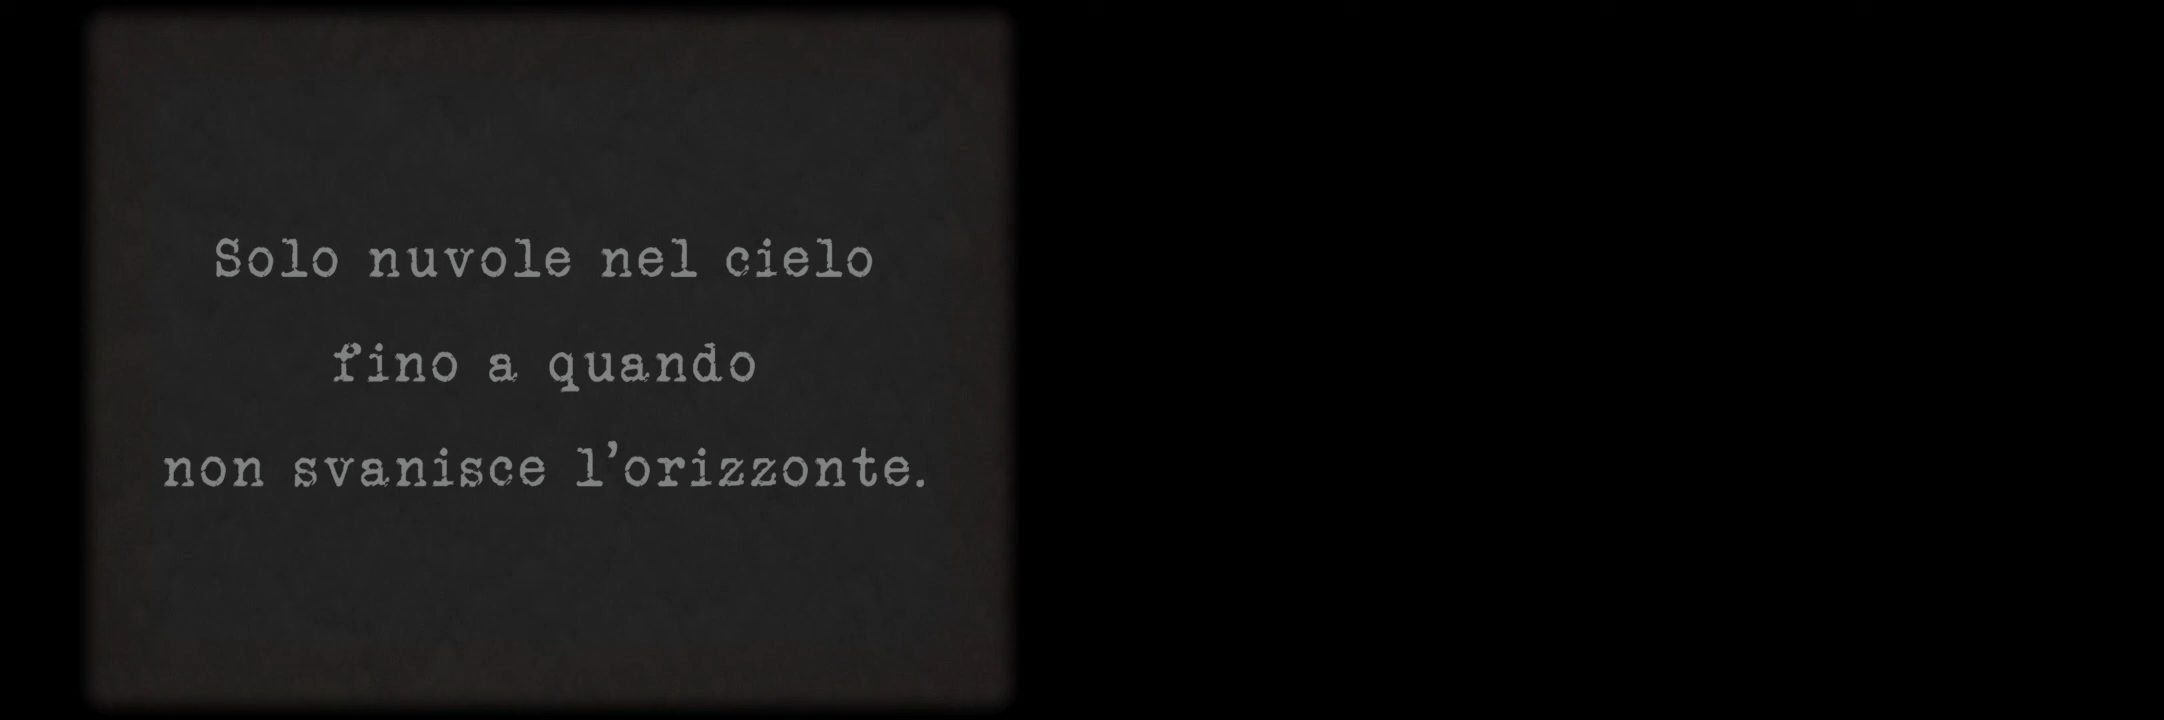 Solo nuvole nel cielo
fino a quando
non svanisce l’orizzonte.